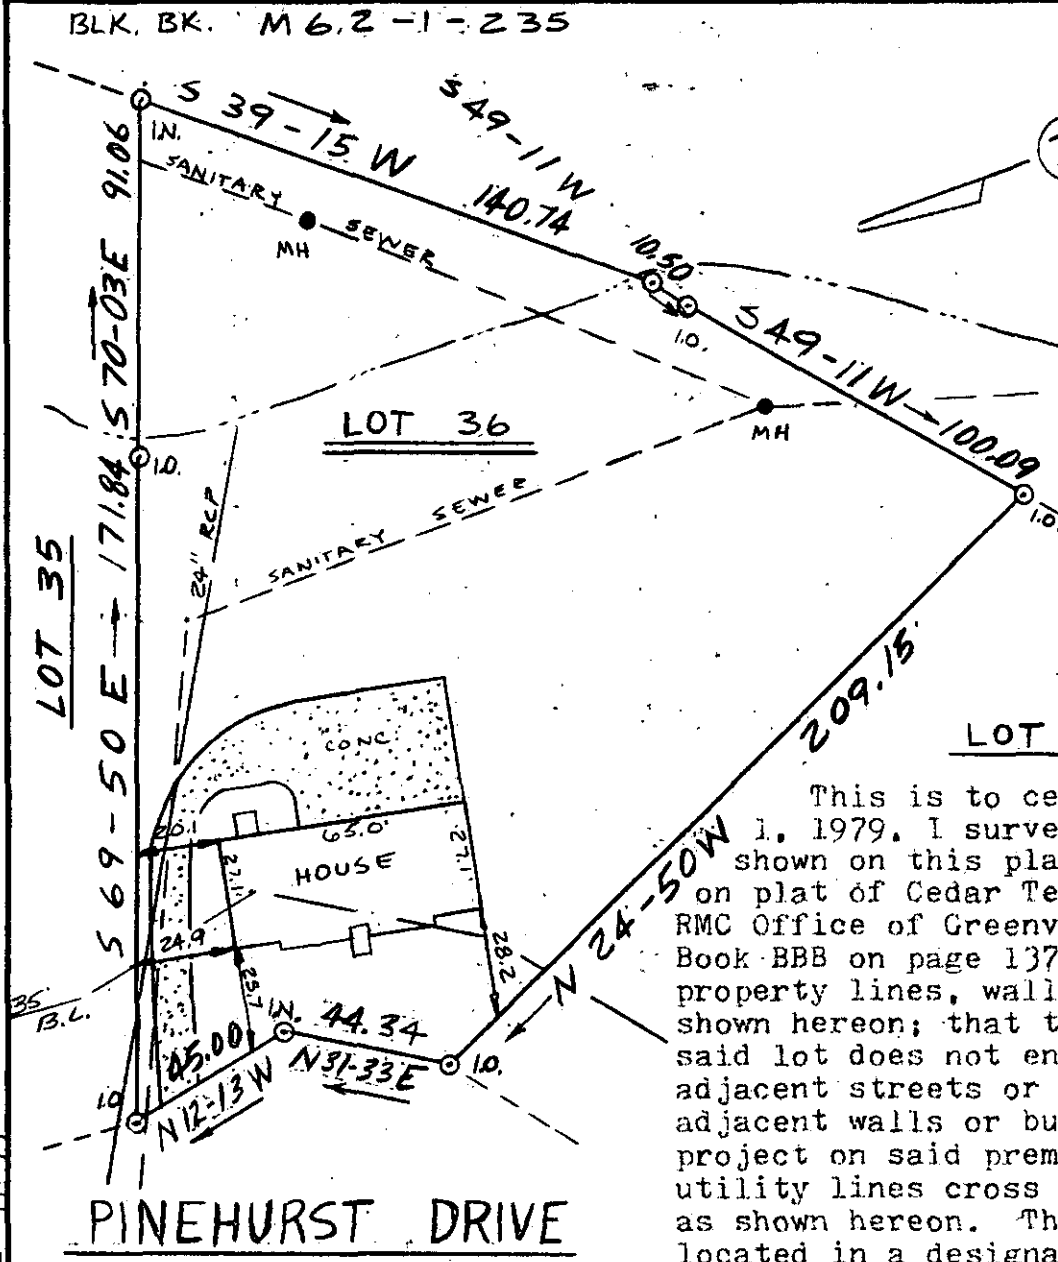 BLK. BK. M 6.2 -1-235
S 39-15 W
140.74
S 49-11 W
10.50
S 49-11 W
100.09
I.N.
SANITARY SEWER
MH
I.O.
MH
I.O.
S 70-03 E 91.06
LOT 36
I.O.
24" RCP
SANITARY SEWER
LOT 35
S 69-50 E 171.84
209.15
N 24-50 W
LOT
CONC.
20.
65.0
HOUSE
27.1
27.1
24.9
25.7
28.2
35'
B.L.
I.N.
44.34
N 31-33 E
I.O.
45.00
N 12-13 W
I.O.
PINEHURST DRIVE
This is to ce
1, 1979, I surve
shown on this pla
on plat of Cedar Te
RMC Office of Greenv
Book BBB on page 137
property lines, wall
shown hereon; that t
said lot does not en
adjacent streets or
adjacent walls or bu
project on said prem
utility lines cross
as shown hereon. Th
located in a designa